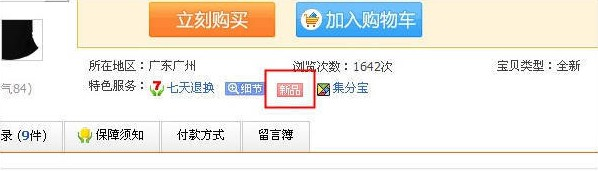 立刻购买 加入购物车
所在地区：广东广州 浏览次数：1642次 宝贝类型：全新
气84) 特色服务：7 七天退换 细节 新品 集分宝
录 (9件) 保障须知 付款方式 留言簿